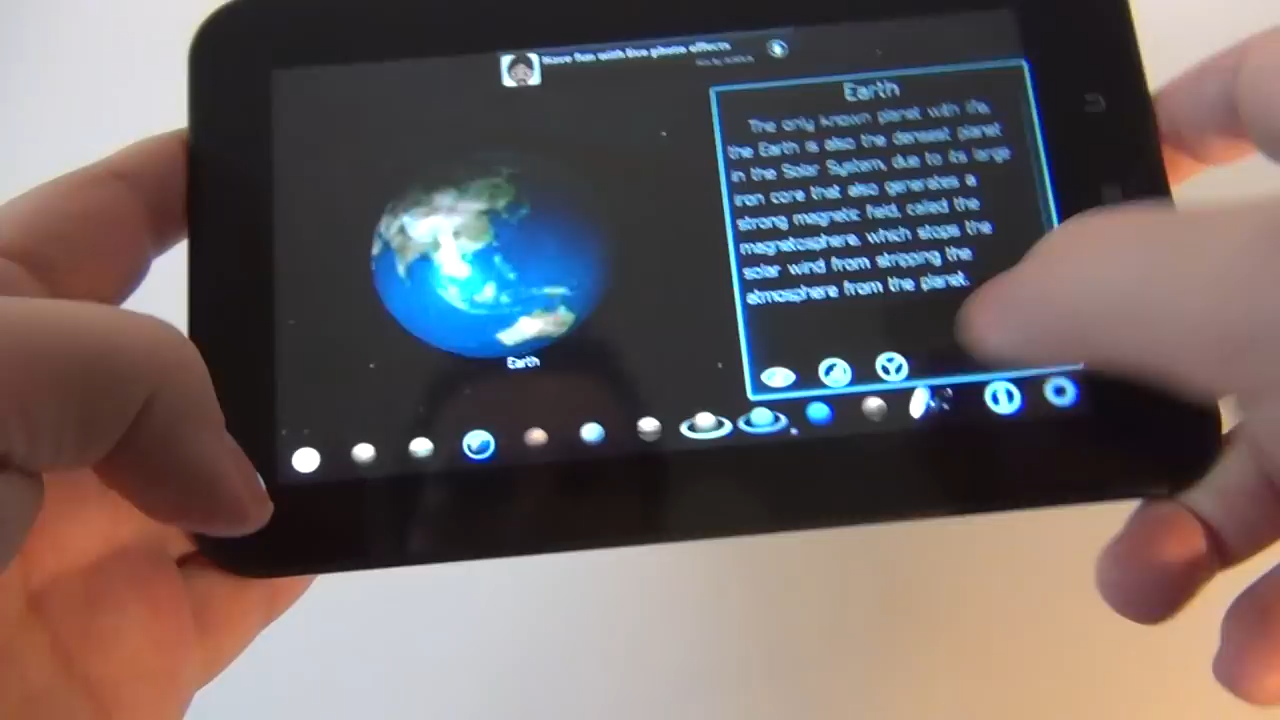 Have fun with live photo effects
Earth
The only known planet with life,
the Earth is also the densest planet
in the Solar System, due to its large
iron core that also generates a
strong magnetic field, called the
magnetosphere, which stops the
solar wind from stripping the
atmosphere from the planet.
Earth